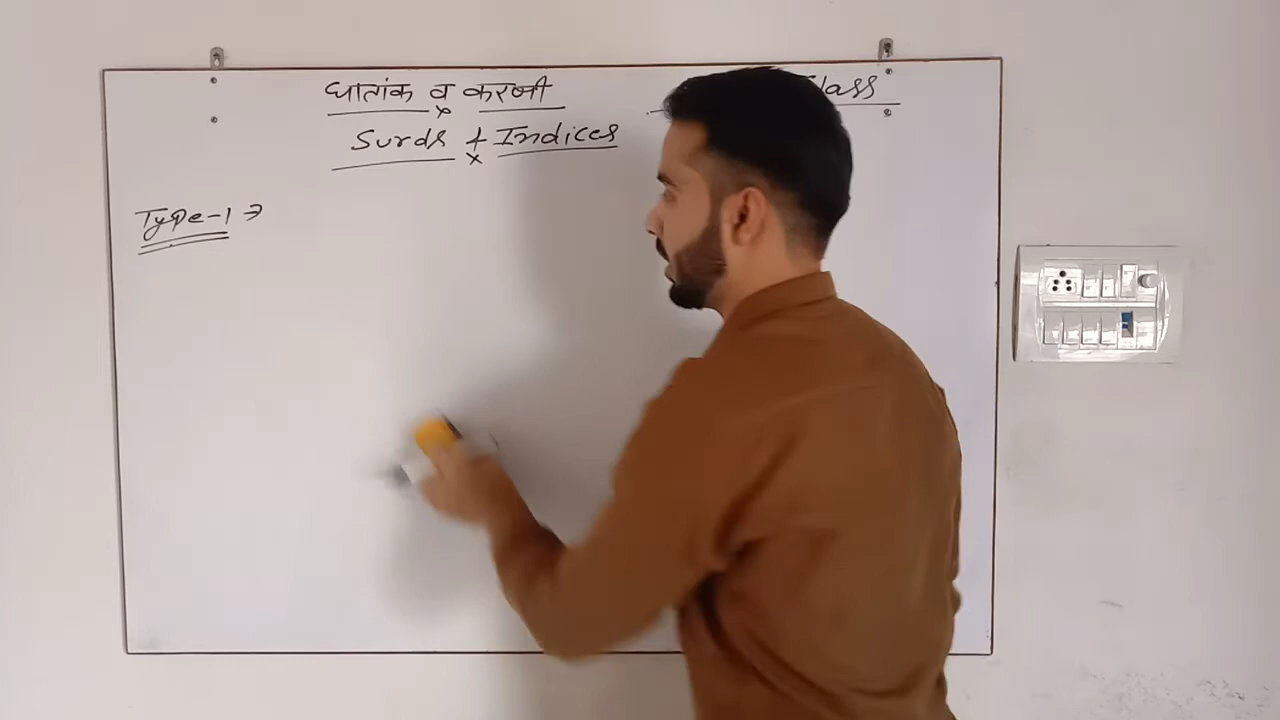 घातांक व करणी
Surds & Indices
Type-1 →